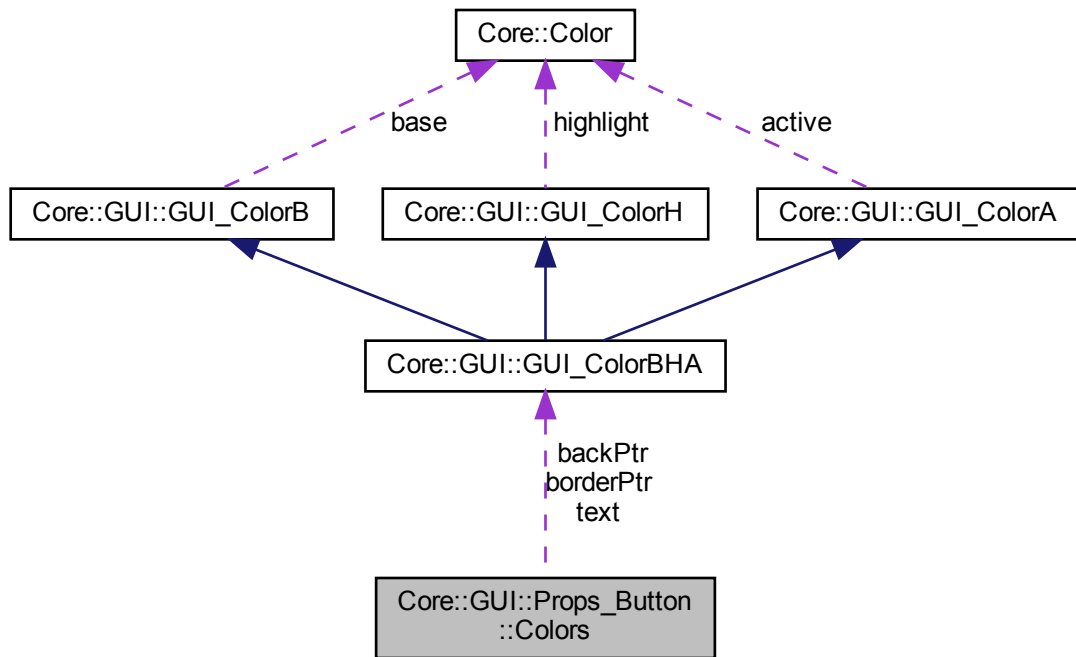 Core::Color
base
highlight
active
Core::GUI::GUI_ColorB
Core::GUI::GUI_ColorH
Core::GUI::GUI_ColorA
Core::GUI::GUI_ColorBHA
backPtr
borderPtr
text
Core::GUI::Props_Button
::Colors